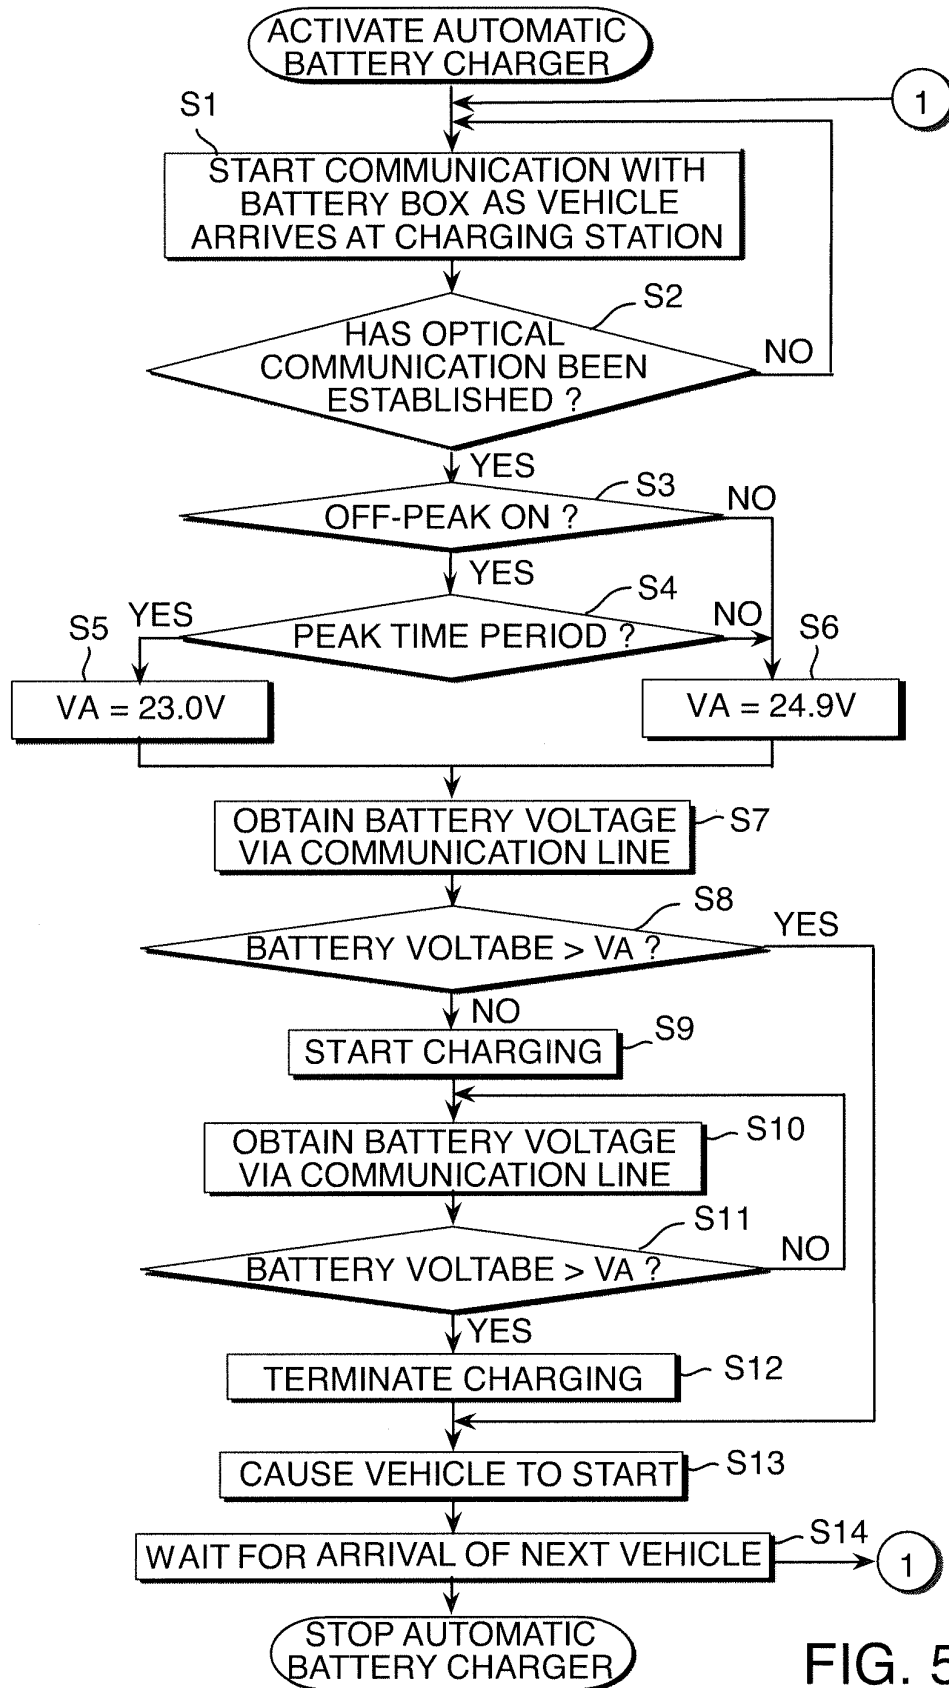 ACTIVATE AUTOMATIC
BATTERY CHARGER
1
S1
START COMMUNICATION WITH
BATTERY BOX AS VEHICLE
ARRIVES AT CHARGING STATION
S2
HAS OPTICAL
COMMUNICATION BEEN
ESTABLISHED ?
NO
YES
S3
OFF-PEAK ON ?
NO
YES
S4
PEAK TIME PERIOD ?
YES
NO
S5
VA = 23.0V
S6
VA = 24.9V
OBTAIN BATTERY VOLTAGE
VIA COMMUNICATION LINE
S7
S8
BATTERY VOLTABE > VA ?
YES
NO
S9
START CHARGING
OBTAIN BATTERY VOLTAGE
VIA COMMUNICATION LINE
S10
S11
BATTERY VOLTABE > VA ?
NO
YES
TERMINATE CHARGING
S12
CAUSE VEHICLE TO START
S13
S14
WAIT FOR ARRIVAL OF NEXT VEHICLE
1
STOP AUTOMATIC
BATTERY CHARGER
FIG. 5